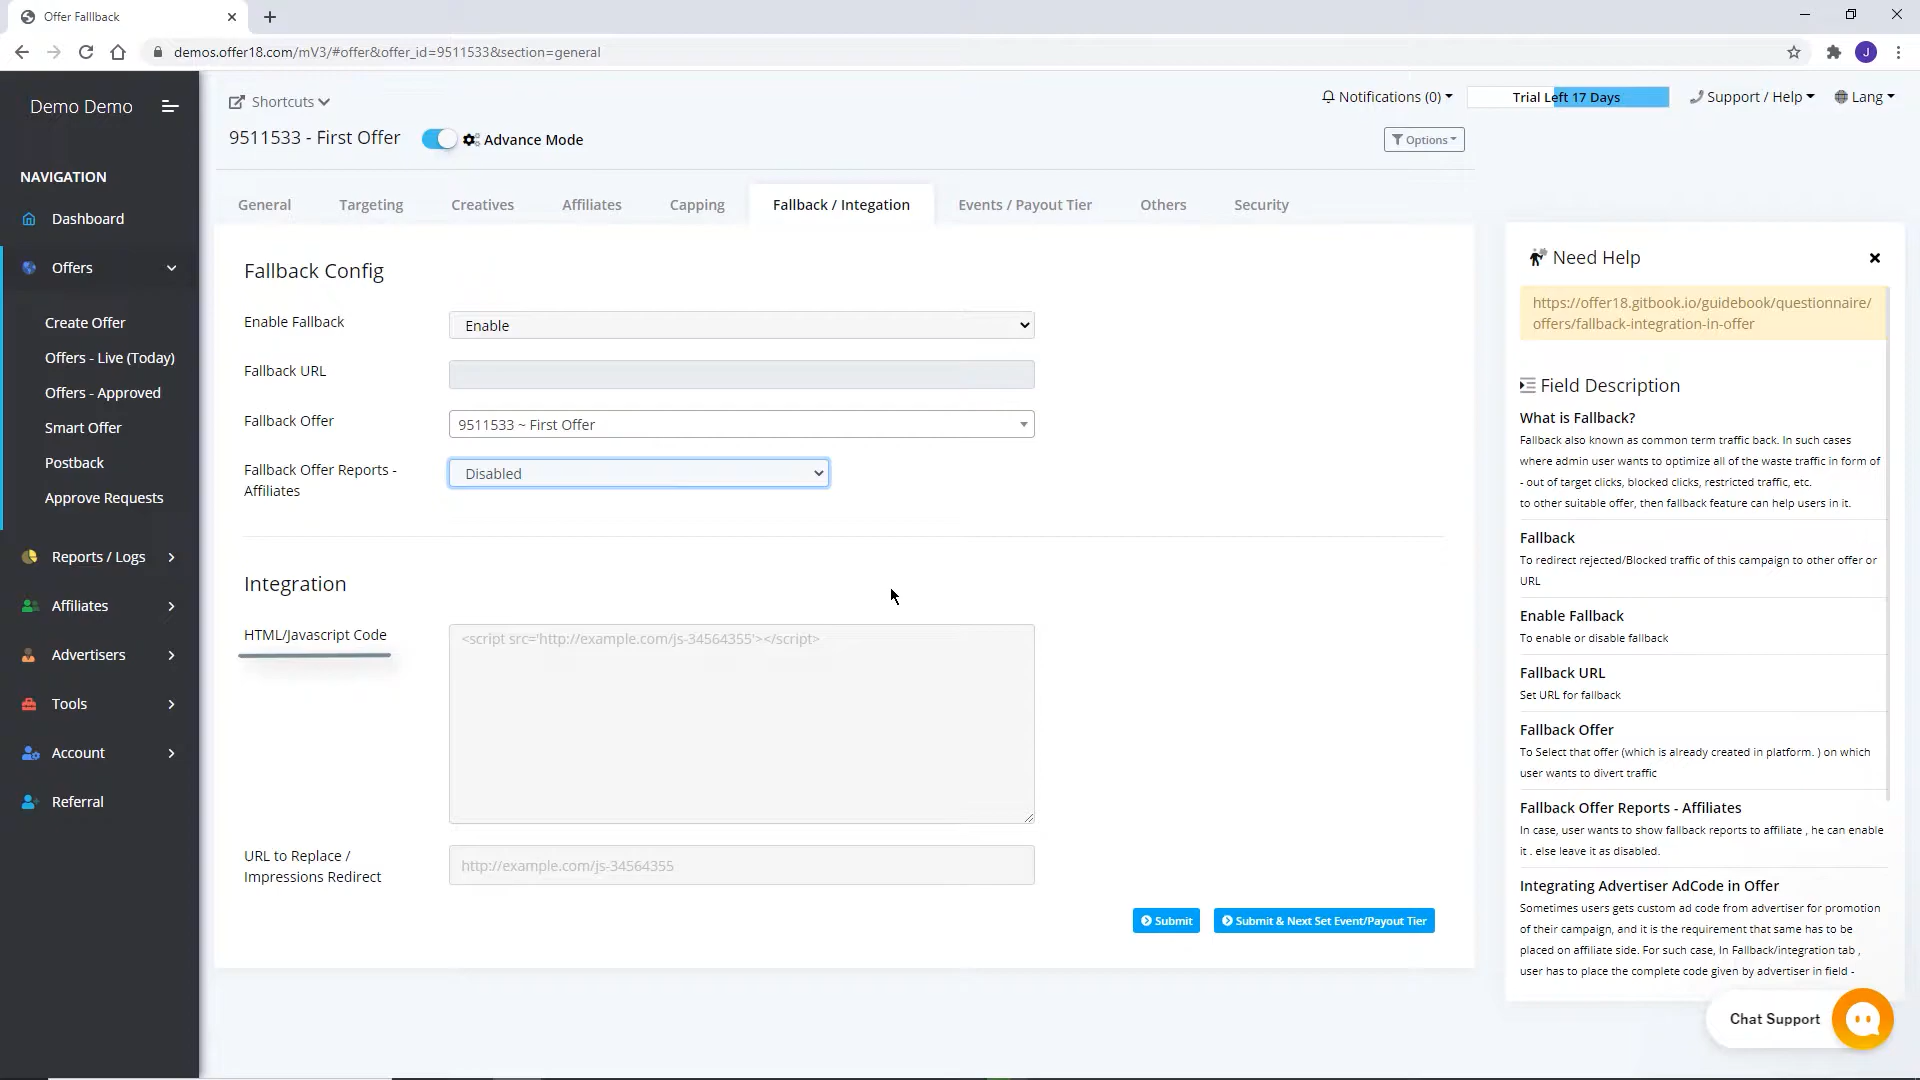 Offer Falllback
demos.offer18.com/mV3/#offer&offer_id=9511533&section=general
J
Demo Demo
NAVIGATION
Dashboard
Offers
Create Offer
Offers - Live (Today)
Offers - Approved
Smart Offer
Postback
Approve Requests
Reports / Logs
Affiliates
Advertisers
Tools
Account
Referral
Shortcuts
Notifications (0)
Trial Left 17 Days
Support / Help
Lang
9511533 - First Offer
Advance Mode
Options
General
Targeting
Creatives
Affiliates
Capping
Fallback / Integation
Events / Payout Tier
Others
Security
Fallback Config
Enable Fallback
Enable
Fallback URL
Fallback Offer
9511533 ~ First Offer
Fallback Offer Reports -
Affiliates
Disabled
Integration
HTML/Javascript Code
<script src='http://example.com/js-34564355'></script>
URL to Replace /
Impressions Redirect
http://example.com/js-34564355
Submit
Submit & Next Set Event/Payout Tier
Need Help
https://offer18.gitbook.io/guidebook/questionnaire/
offers/fallback-integration-in-offer
Field Description
What is Fallback?
Fallback also known as common term traffic back. In such cases
where admin user wants to optimize all of the waste traffic in form of
- out of target clicks, blocked clicks, restricted traffic, etc.
to other suitable offer, then fallback feature can help users in it.
Fallback
To redirect rejected/Blocked traffic of this campaign to other offer or
URL
Enable Fallback
To enable or disable fallback
Fallback URL
Set URL for fallback
Fallback Offer
To Select that offer (which is already created in platform. ) on which
user wants to divert traffic
Fallback Offer Reports - Affiliates
In case, user wants to show fallback reports to affiliate , he can enable
it . else leave it as disabled.
Integrating Advertiser AdCode in Offer
Sometimes users gets custom ad code from advertiser for promotion
of their campaign, and it is the requirement that same has to be
placed on affiliate side. For such case, In Fallback/integration tab ,
user has to place the complete code given by advertiser in field -
Chat Support